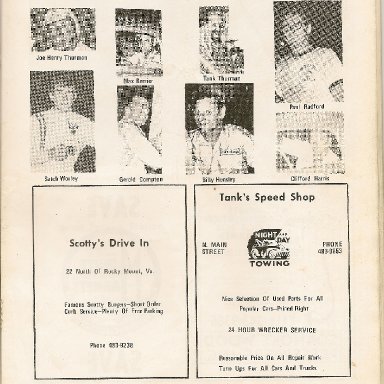 Joe Henry Thurman
Max Berrier
Tank Thurman
Paul Radford
Satch Worley
Gerald Compton
Billy Hensley
Clifford Harris
Scotty's Drive In
22 North Of Rocky Mount, Va.
Famous Scotty Burgers—Short Order
Curb Service—Plenty Of Free Parking
Phone 483-9238
Tank's Speed Shop
N. MAIN
STREET
NIGHT AND DAY
TOWING
PHONE
Nice Selection Of Used Parts For All
Popular Cars—Priced Right
24 HOUR WRECKER SERVICE
Reasonable Price On All Repair Work
Tune Ups For All Cars And Trucks